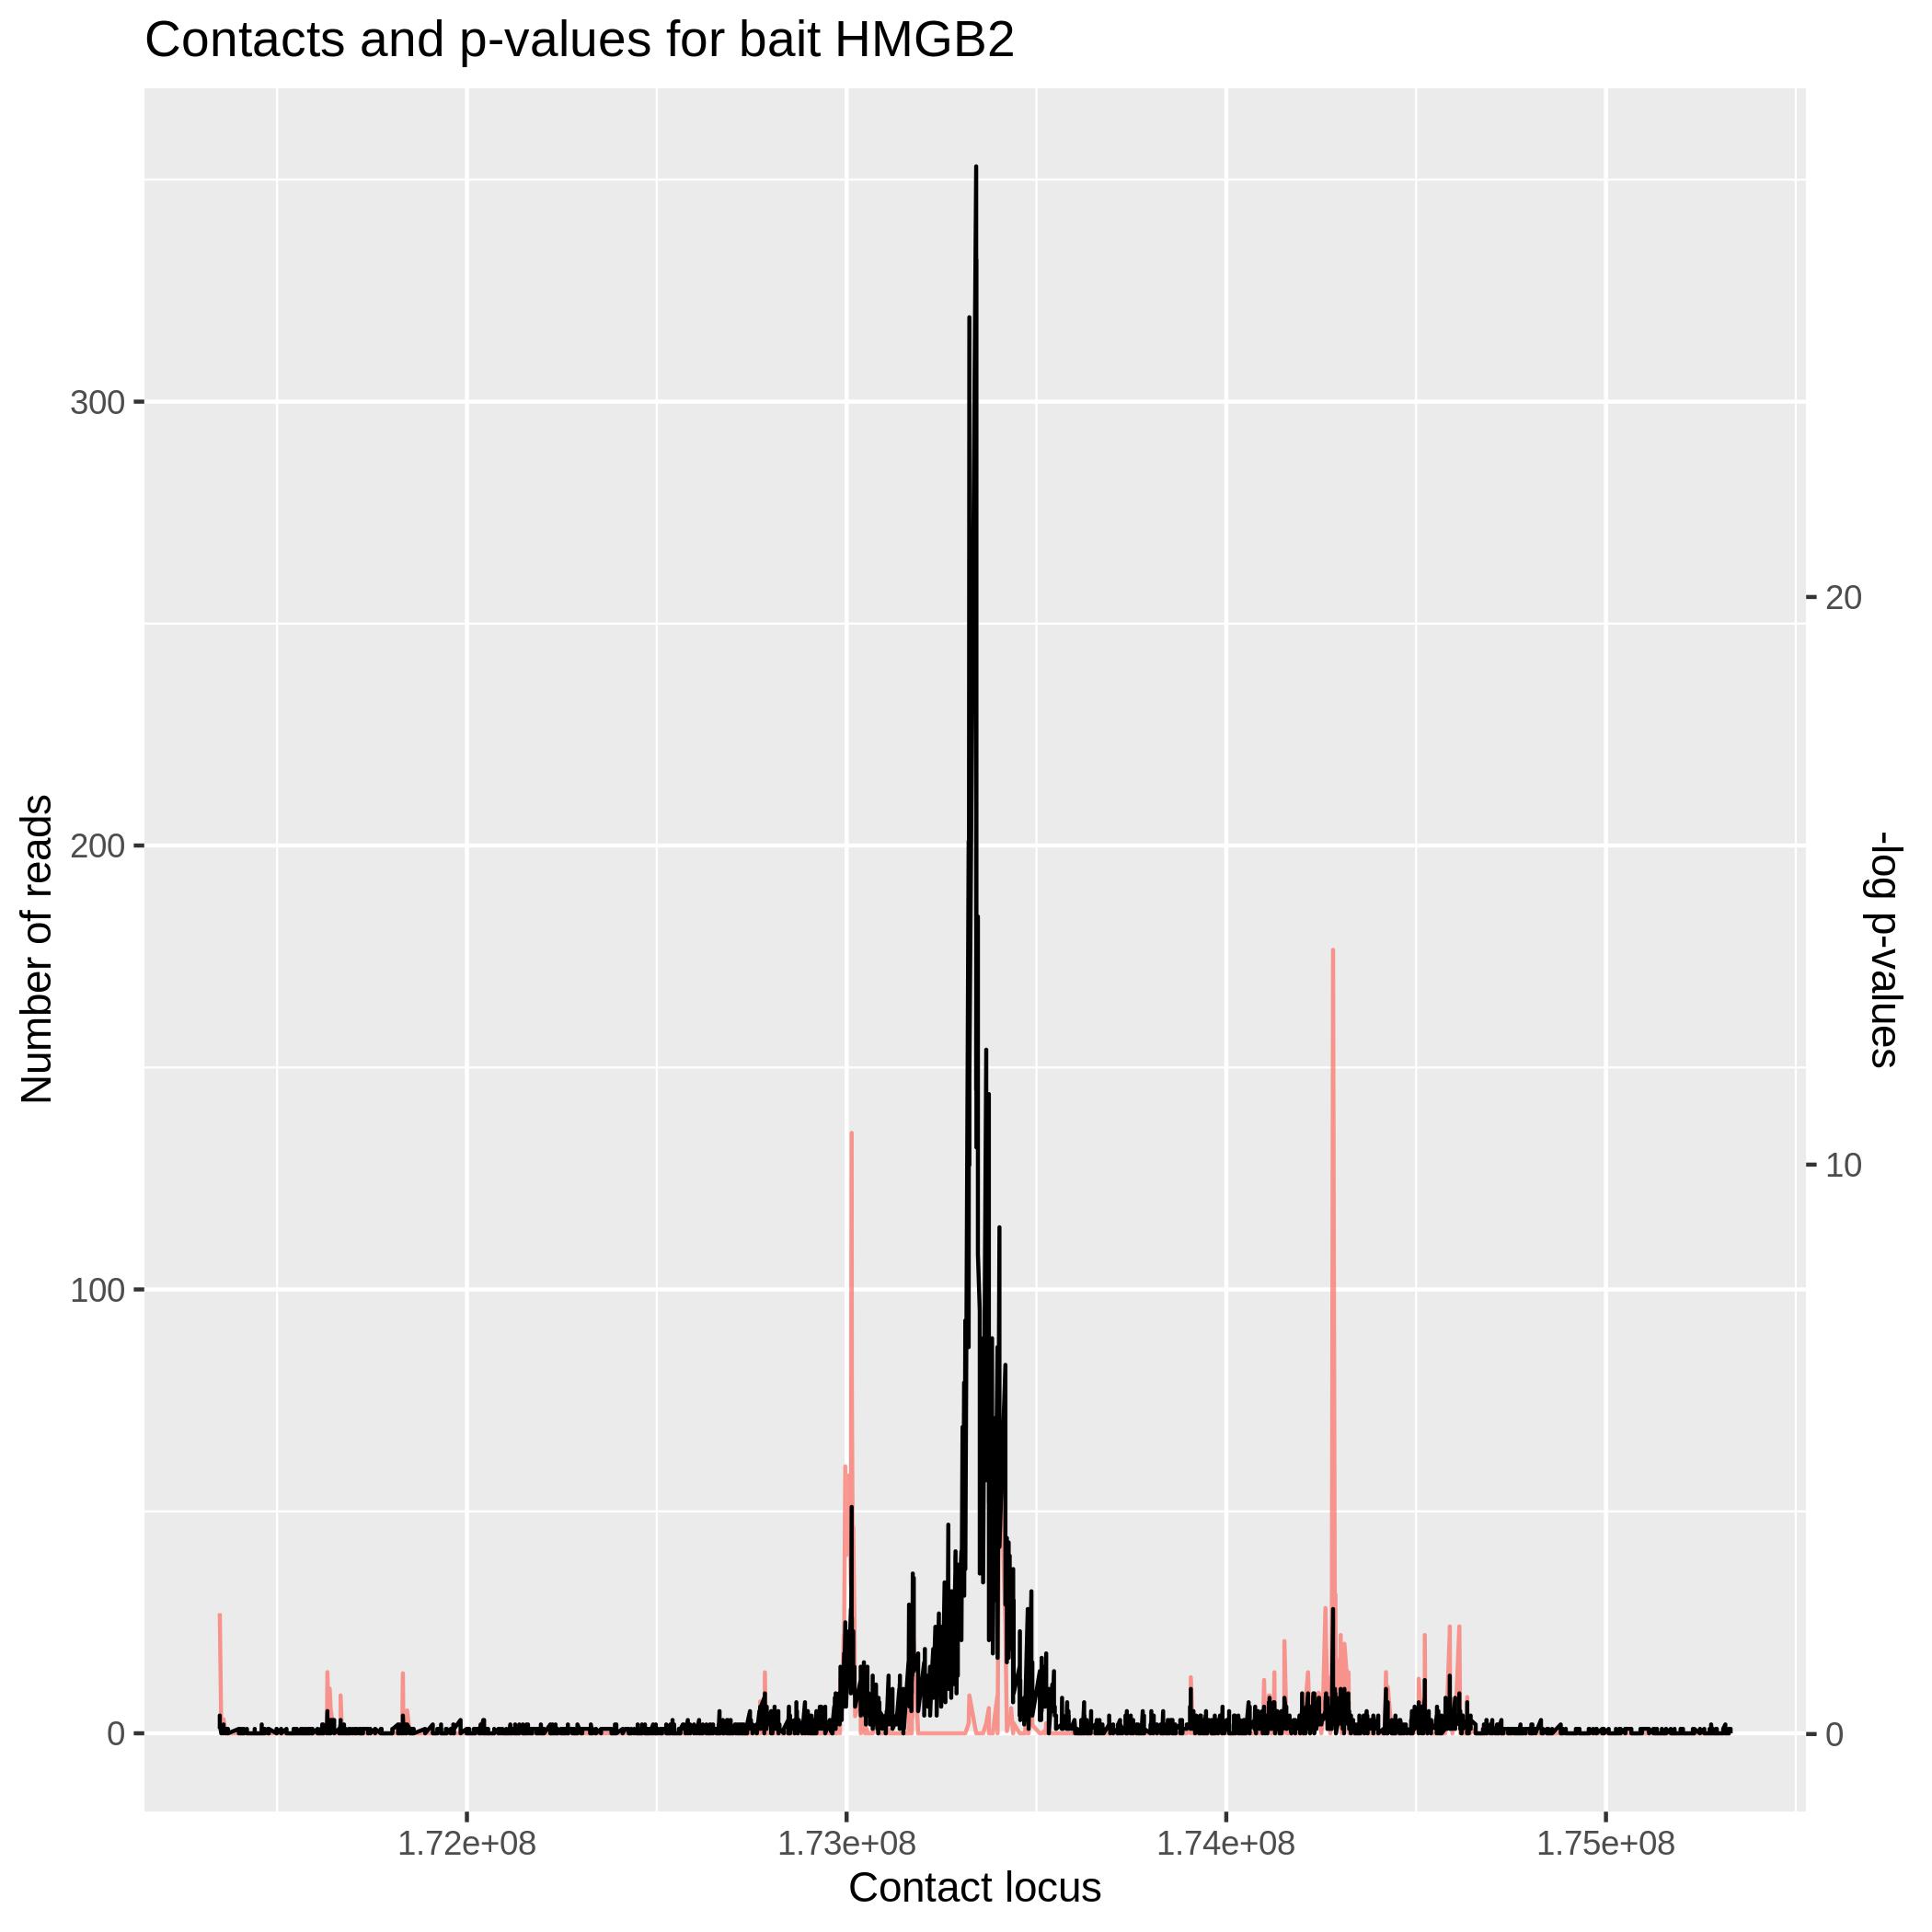 Contacts and p-values for bait HMGB2
300
200
100
0
Number of reads
20
10
0
-log p-values
1.72e+08
1.73e+08
1.74e+08
1.75e+08
Contact locus